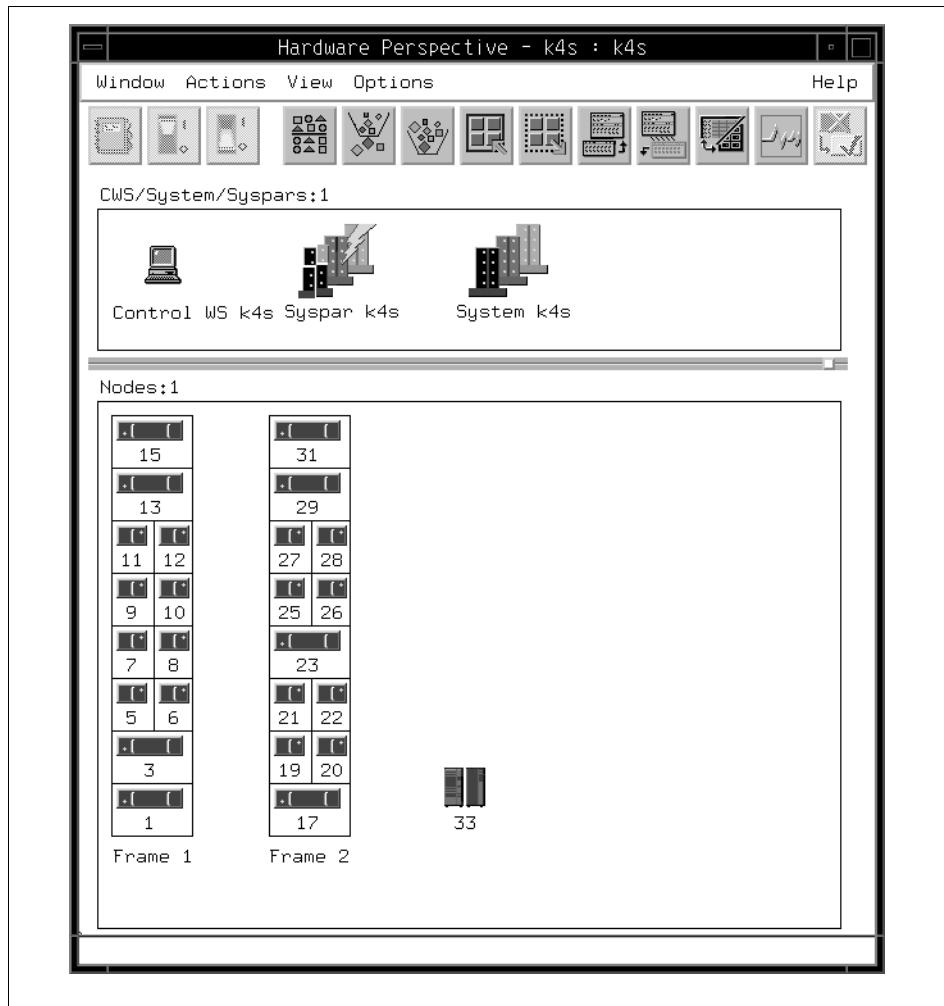 Hardware Perspective - k4s : k4s
Window Actions View Options Help
CWS/System/Syspars:1
Control WS k4s Syspar k4s System k4s
Nodes:1
15 31
13 29
11 12 27 28
9 10 25 26
7 8 23
5 6 21 22
3 19 20
1 17 33
Frame 1 Frame 2